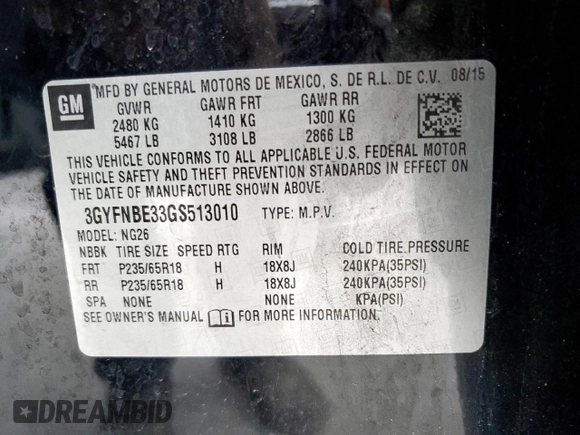 GM
MFD BY GENERAL MOTORS DE MEXICO, S. DE R.L. DE C.V. 08/15
GVWR GAWR FRT GAWR RR
2480 KG 1410 KG 1300 KG
5467 LB 3108 LB 2866 LB
THIS VEHICLE CONFORMS TO ALL APPLICABLE U.S. FEDERAL MOTOR
VEHICLE SAFETY AND THEFT PREVENTION STANDARDS IN EFFECT ON THE
DATE OF MANUFACTURE SHOWN ABOVE.
3GYFNBE33GS513010 TYPE: M.P.V.
MODEL: NG26
NBBK TIRE SIZE SPEED RTG RIM COLD TIRE PRESSURE
FRT P235/65R18 H 18X8J 240KPA(35PSI)
RR P235/65R18 H 18X8J 240KPA(35PSI)
SPA NONE NONE KPA(PSI)
SEE OWNER'S MANUAL FOR MORE INFORMATION.
DREAMBID